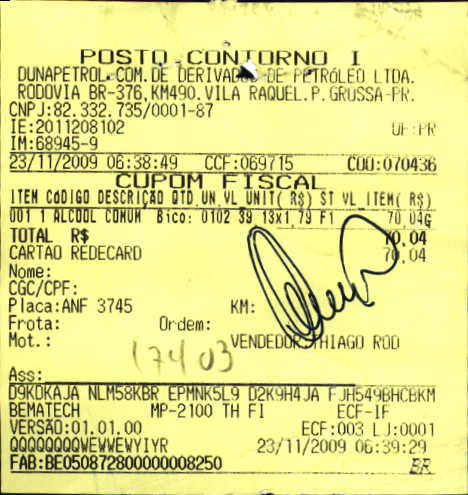 POSTO CONTORNO I
DUNAPETROL COM.DE DERIVADOS DE PETRÓLEO LTDA.
RODOVIA BR-376,KM490,VILA RAQUEL.P.GROSSA-PR.
CNPJ:82.332.735/0001-87
IE:2011208102 UF:PR
IM:68945-9
23/11/2009 06:38:49 CCF:069715 COO:070436
CUPOM FISCAL
ITEM CÓDIGO DESCRIÇÃO QTD.UN.VL UNIT( R$) ST VL ITEM( R$)
001 1 ALCOOL COMUM Bico: 0102 39,13X1,79 F1 70,04G
TOTAL R$ 70,04
CARTAO REDECARD 70,04
Nome:
CGC/CPF:
Placa:ANF 3745 KM:
Frota: Ordem:
Mot.: VENDEDOR:THIAGO ROD
17403
Ass:
D9KDKAJA NLM58KBR EPMNK5L9 D2K9H4JA FJH549BHCBKM
BEMATECH MP-2100 TH FI ECF-IF
VERSÃO:01.01.00 ECF:003 LJ:0001
QQQQQQQQWEWWEWYIYR 23/11/2009 06:39:29
FAB:BE050872800000008250 BR